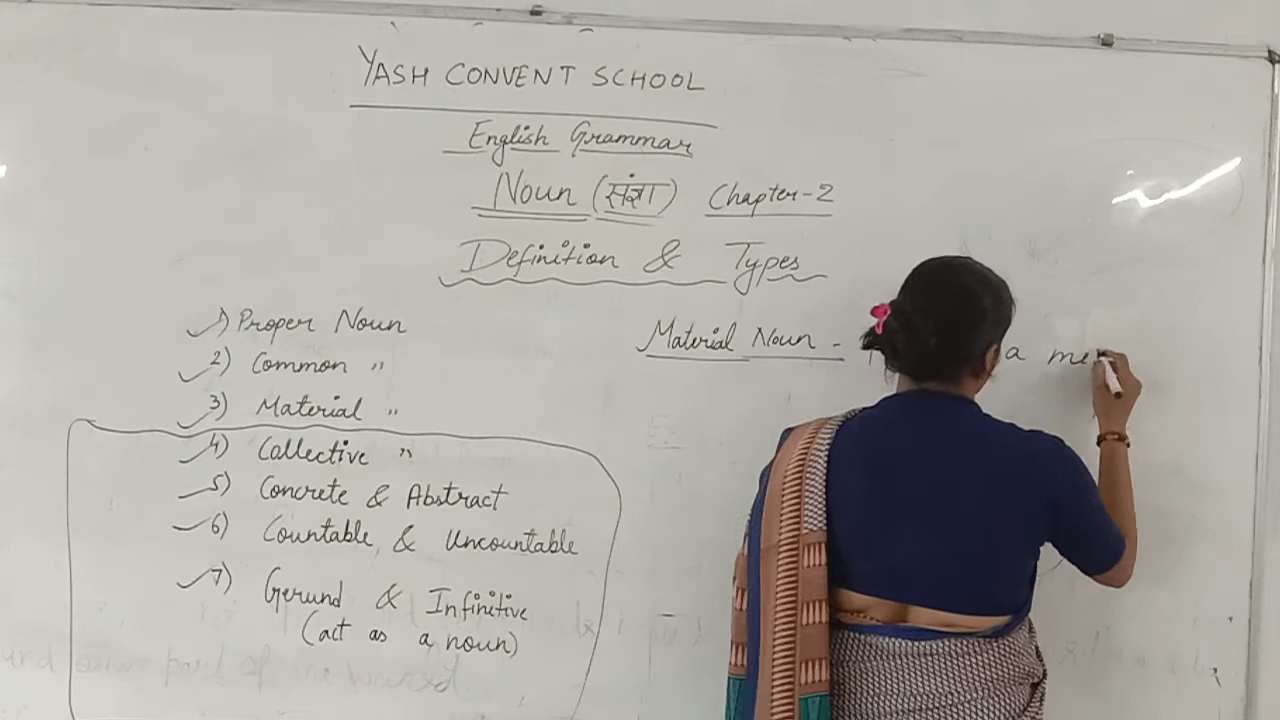 YASH CONVENT SCHOOL
English Grammar
Noun (संज्ञा) Chapter-2
Definition & Types
1) Proper Noun
2) Common "
3) Material "
4) Collective "
5) Concrete & Abstract
6) Countable & Uncountable
7) Gerund & Infinitive
(act as a noun)
Material Noun - a me